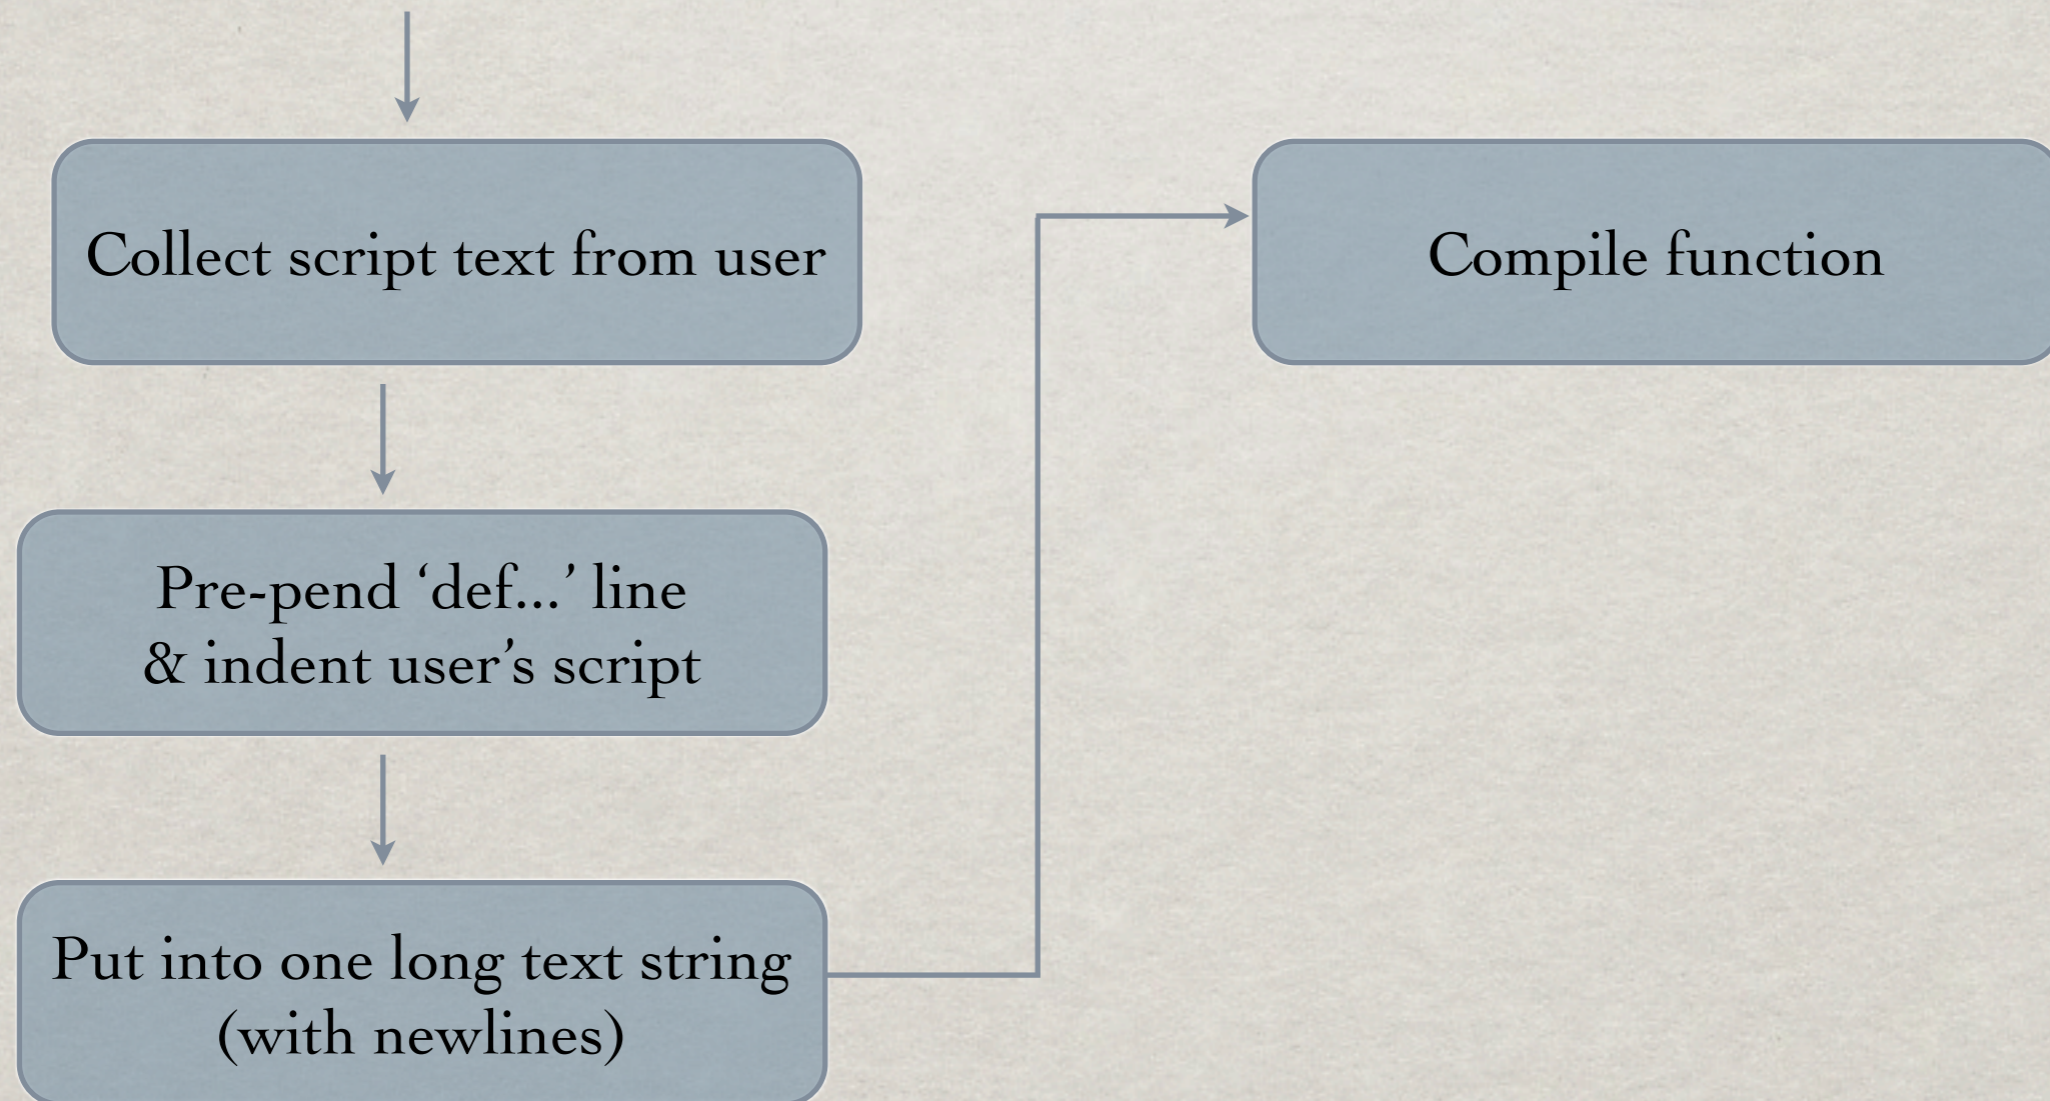 Collect script text from user
Pre-pend ‘def...’ line
& indent user’s script
Put into one long text string
(with newlines)
Compile function